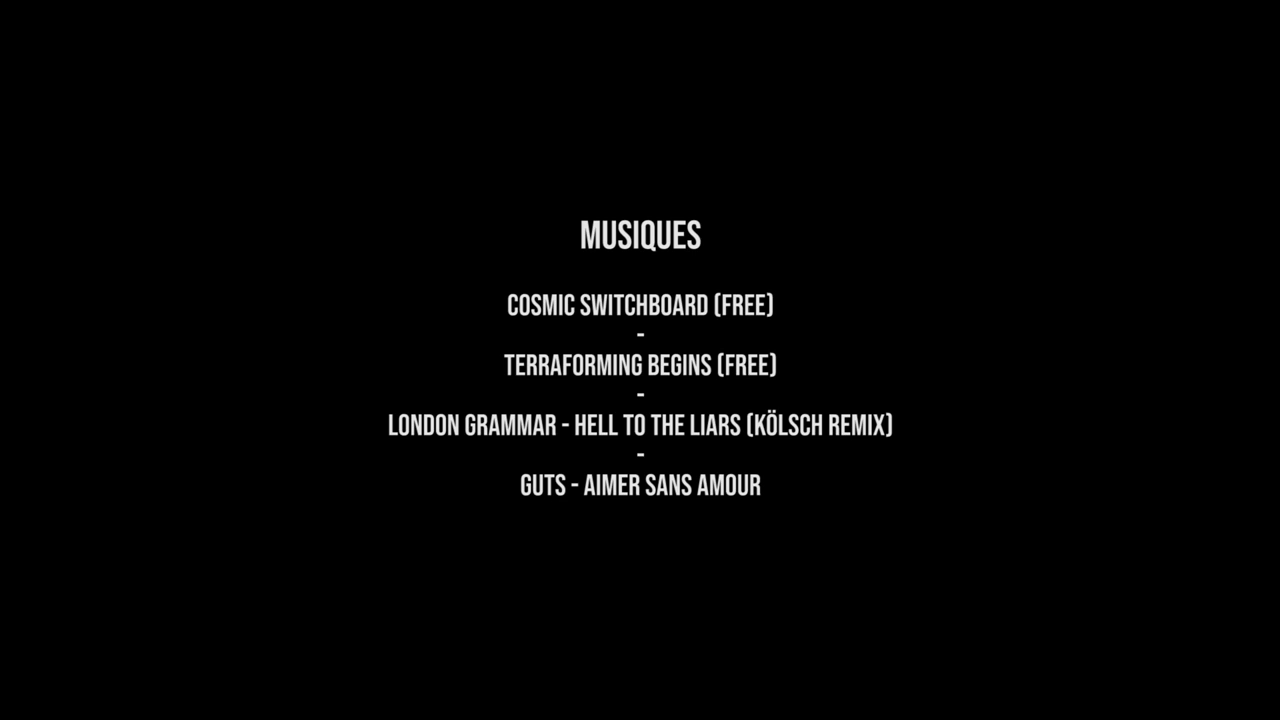 MUSIQUES
COSMIC SWITCHBOARD (FREE)
-
TERRAFORMING BEGINS (FREE)
-
LONDON GRAMMAR - HELL TO THE LIARS (KÖLSCH REMIX)
-
GUTS - AIMER SANS AMOUR